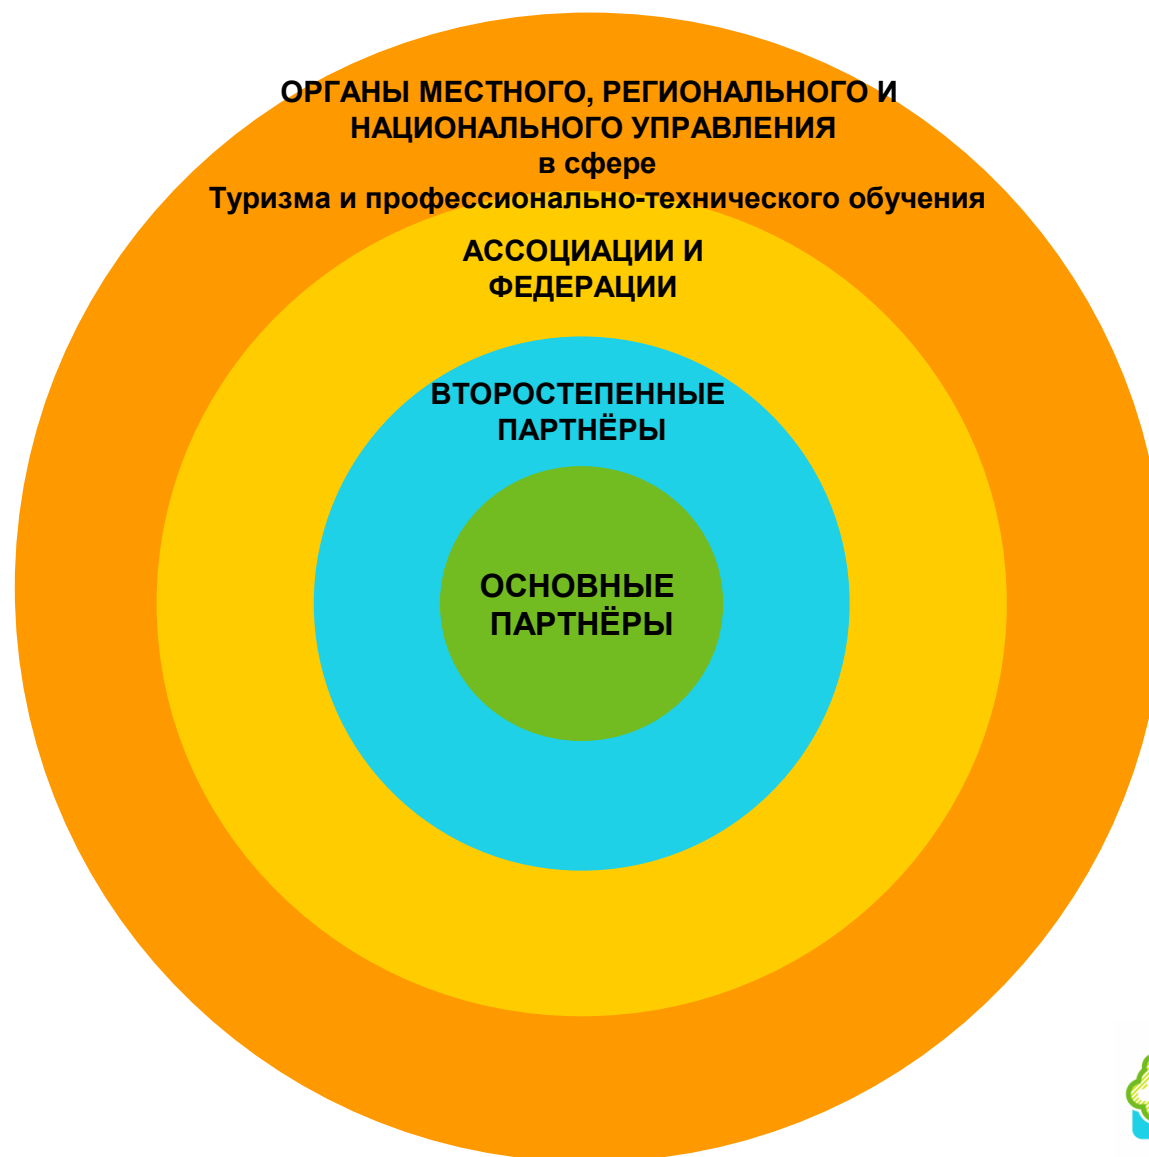 ОРГАНЫ МЕСТНОГО, РЕГИОНАЛЬНОГО И
НАЦИОНАЛЬНОГО УПРАВЛЕНИЯ
в сфере
Туризма и профессионально-технического обучения
АССОЦИАЦИИ И
ФЕДЕРАЦИИ
ВТОРОСТЕПЕННЫЕ
ПАРТНЁРЫ
ОСНОВНЫЕ
ПАРТНЁРЫ